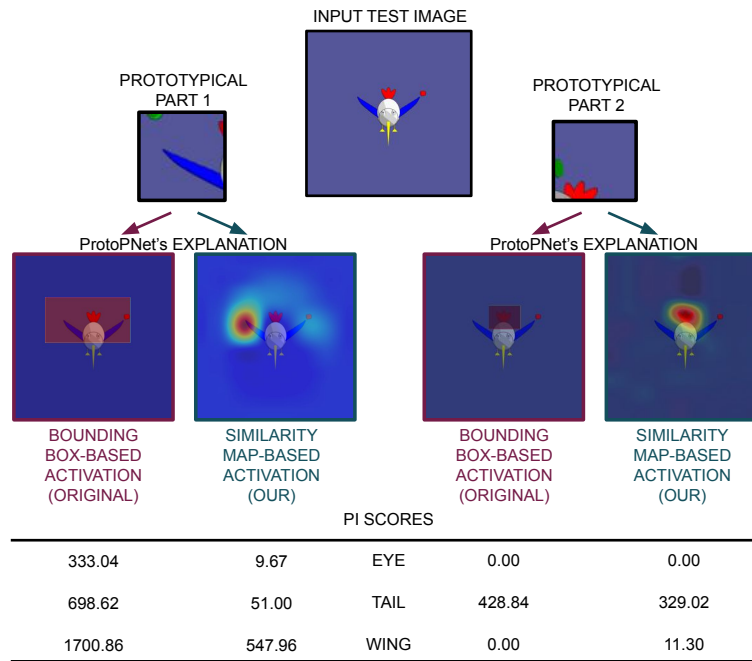 INPUT TEST IMAGE
PROTOTYPICAL
PART 1
PROTOTYPICAL
PART 2
ProtoPNet's EXPLANATION
ProtoPNet's EXPLANATION
BOUNDING
BOX-BASED
ACTIVATION
(ORIGINAL)
SIMILARITY
MAP-BASED
ACTIVATION
(OUR)
BOUNDING
BOX-BASED
ACTIVATION
(ORIGINAL)
SIMILARITY
MAP-BASED
ACTIVATION
(OUR)
PI SCORES
333.04 9.67 EYE 0.00 0.00
698.62 51.00 TAIL 428.84 329.02
1700.86 547.96 WING 0.00 11.30